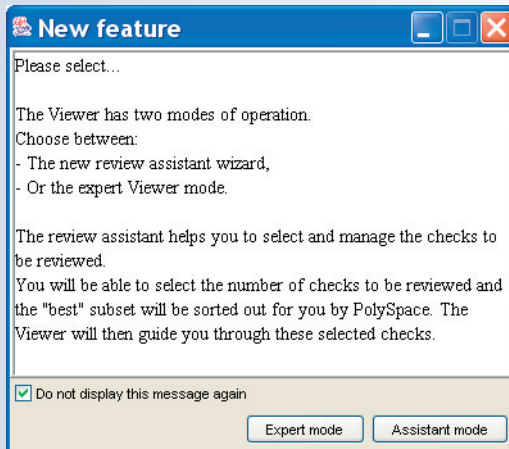 New feature
Please select...
The Viewer has two modes of operation.
Choose between:
- The new review assistant wizard,
- Or the expert Viewer mode.
The review assistant helps you to select and manage the checks to
be reviewed.
You will be able to select the number of checks to be reviewed and
the "best" subset will be sorted out for you by PolySpace. The
Viewer will then guide you through these selected checks.
Do not display this message again
Expert mode
Assistant mode